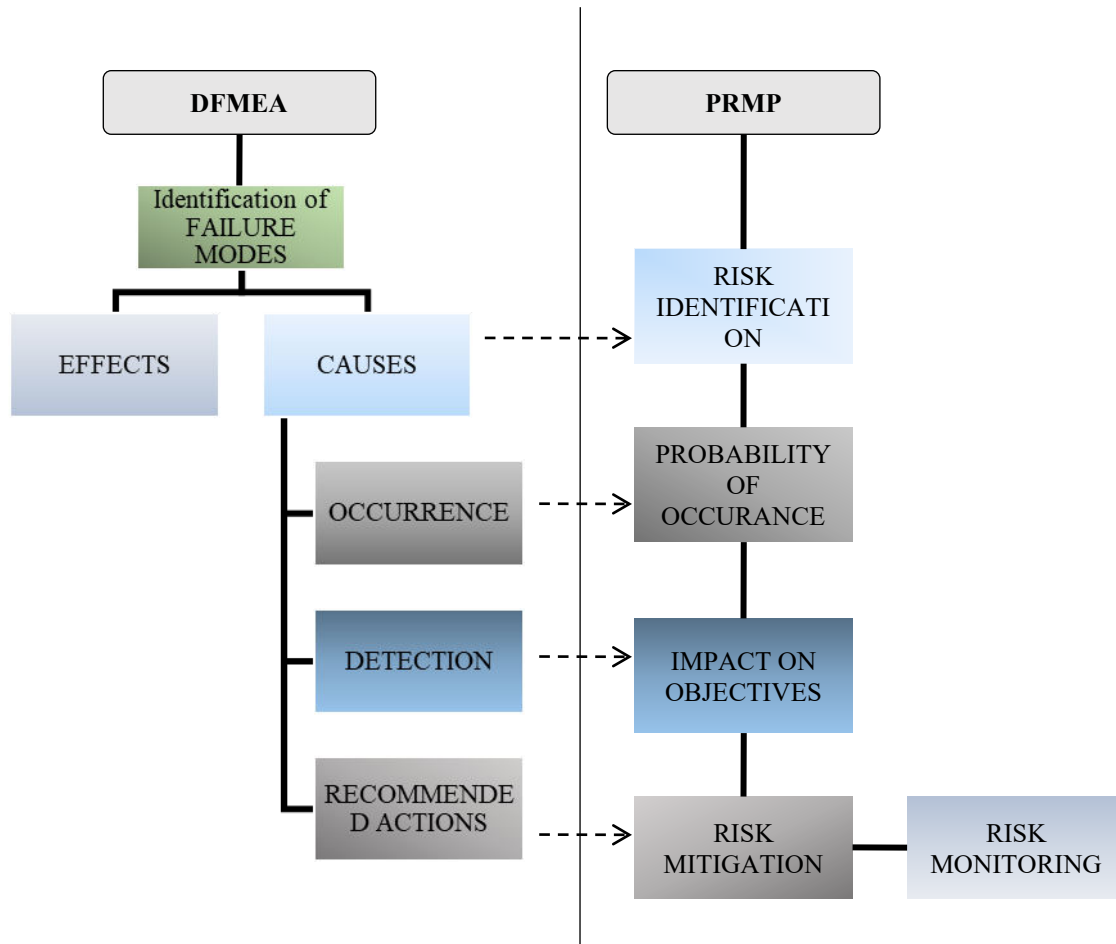 DFMEA
Identification of
FAILURE
MODES
EFFECTS
CAUSES
OCCURRENCE
DETECTION
RECOMMENDE
D ACTIONS
PRMP
RISK
IDENTIFICATI
ON
PROBABILITY
OF
OCCURANCE
IMPACT ON
OBJECTIVES
RISK
MITIGATION
RISK
MONITORING